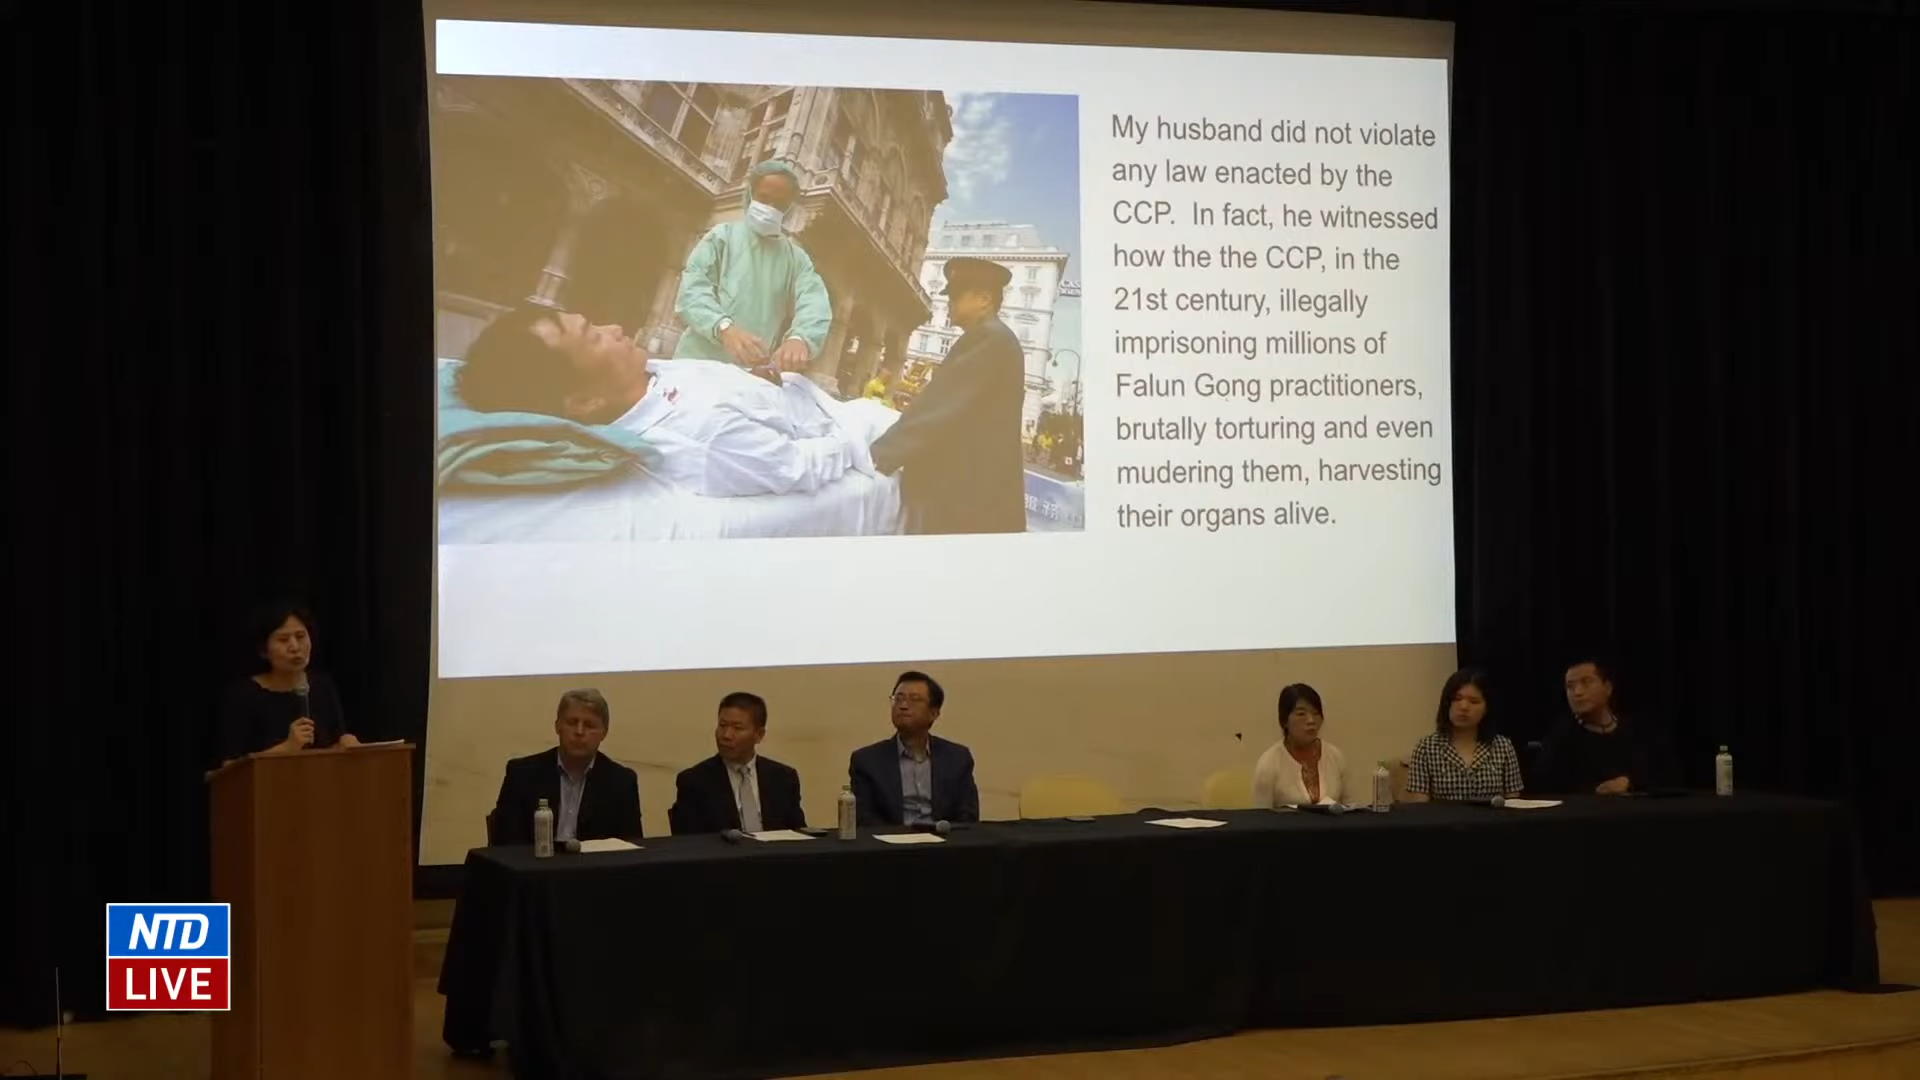 My husband did not violate
any law enacted by the
CCP. In fact, he witnessed
how the the CCP, in the
21st century, illegally
imprisoning millions of
Falun Gong practitioners,
brutally torturing and even
mudering them, harvesting
their organs alive.
NTD
LIVE